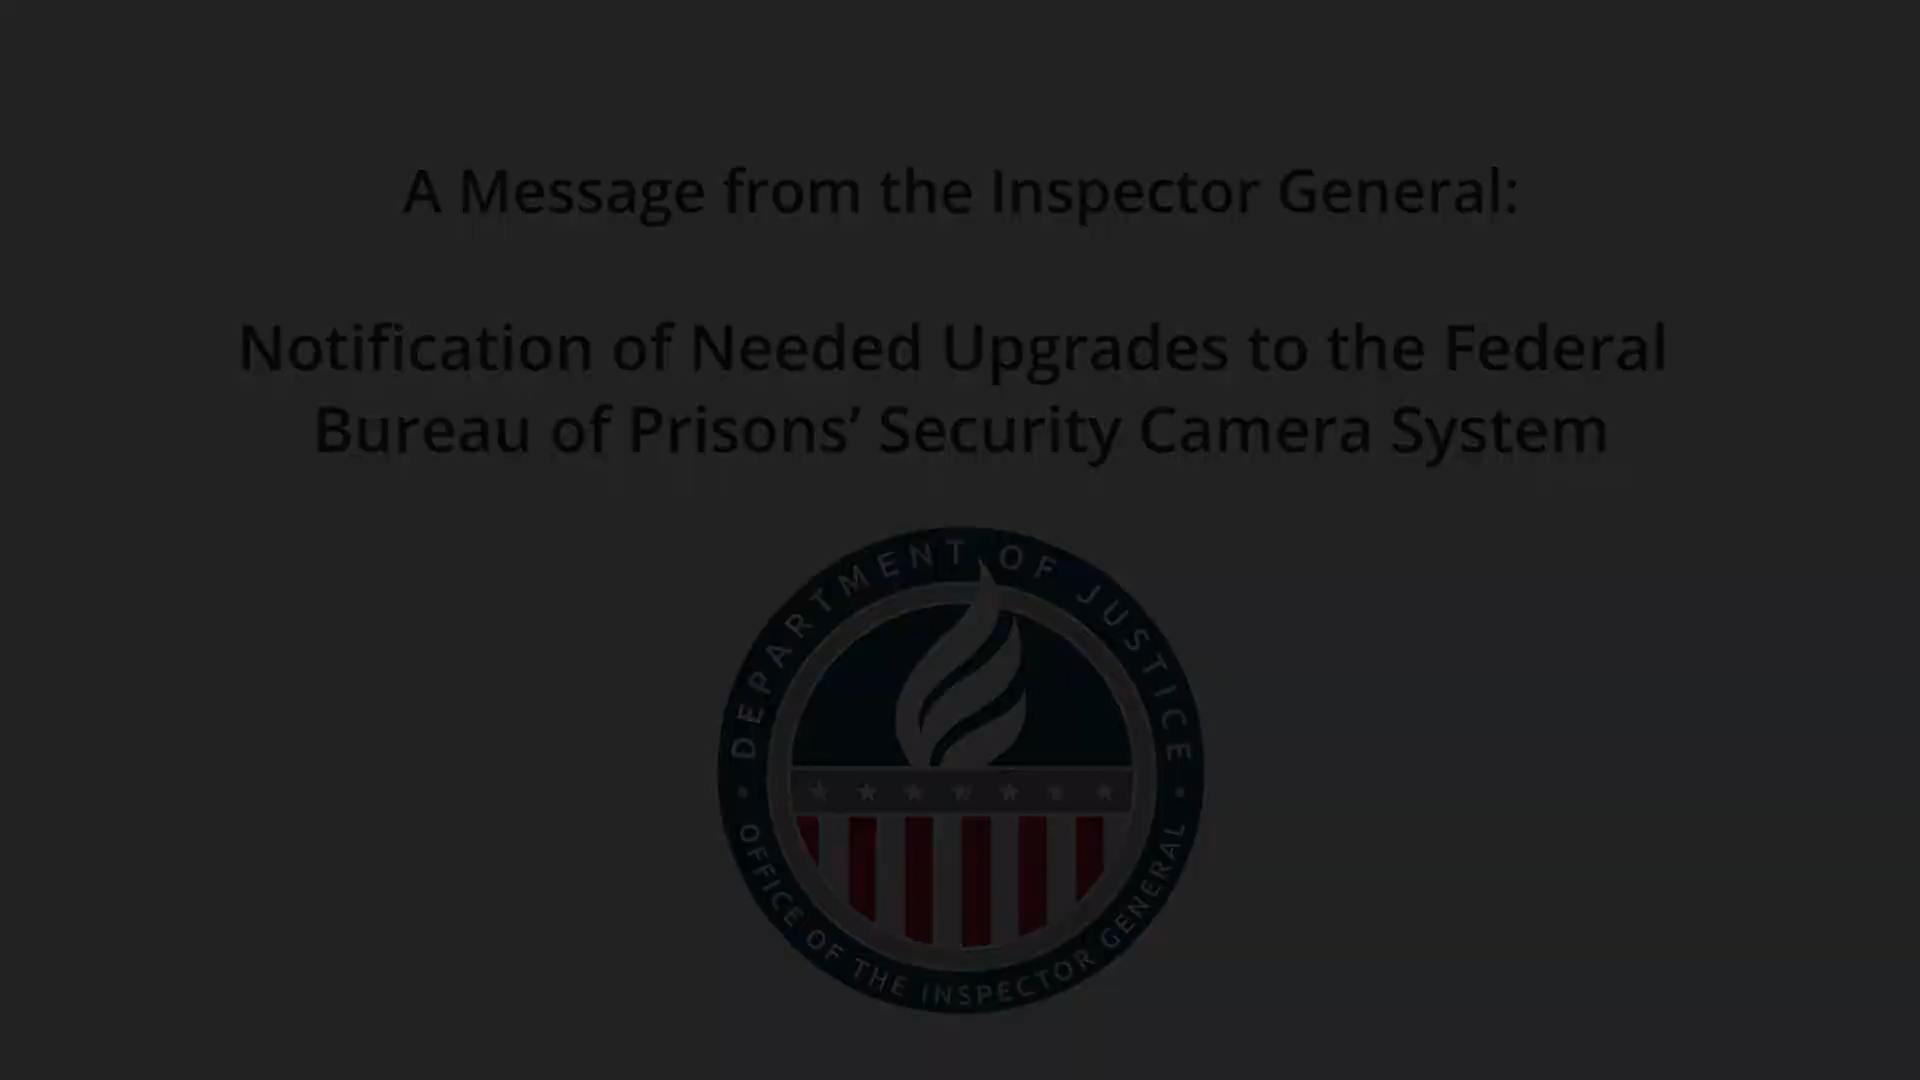 A Message from the Inspector General:
Notification of Needed Upgrades to the Federal
Bureau of Prisons’ Security Camera System
DEPARTMENT OF JUSTICE
• OFFICE OF THE INSPECTOR GENERAL •